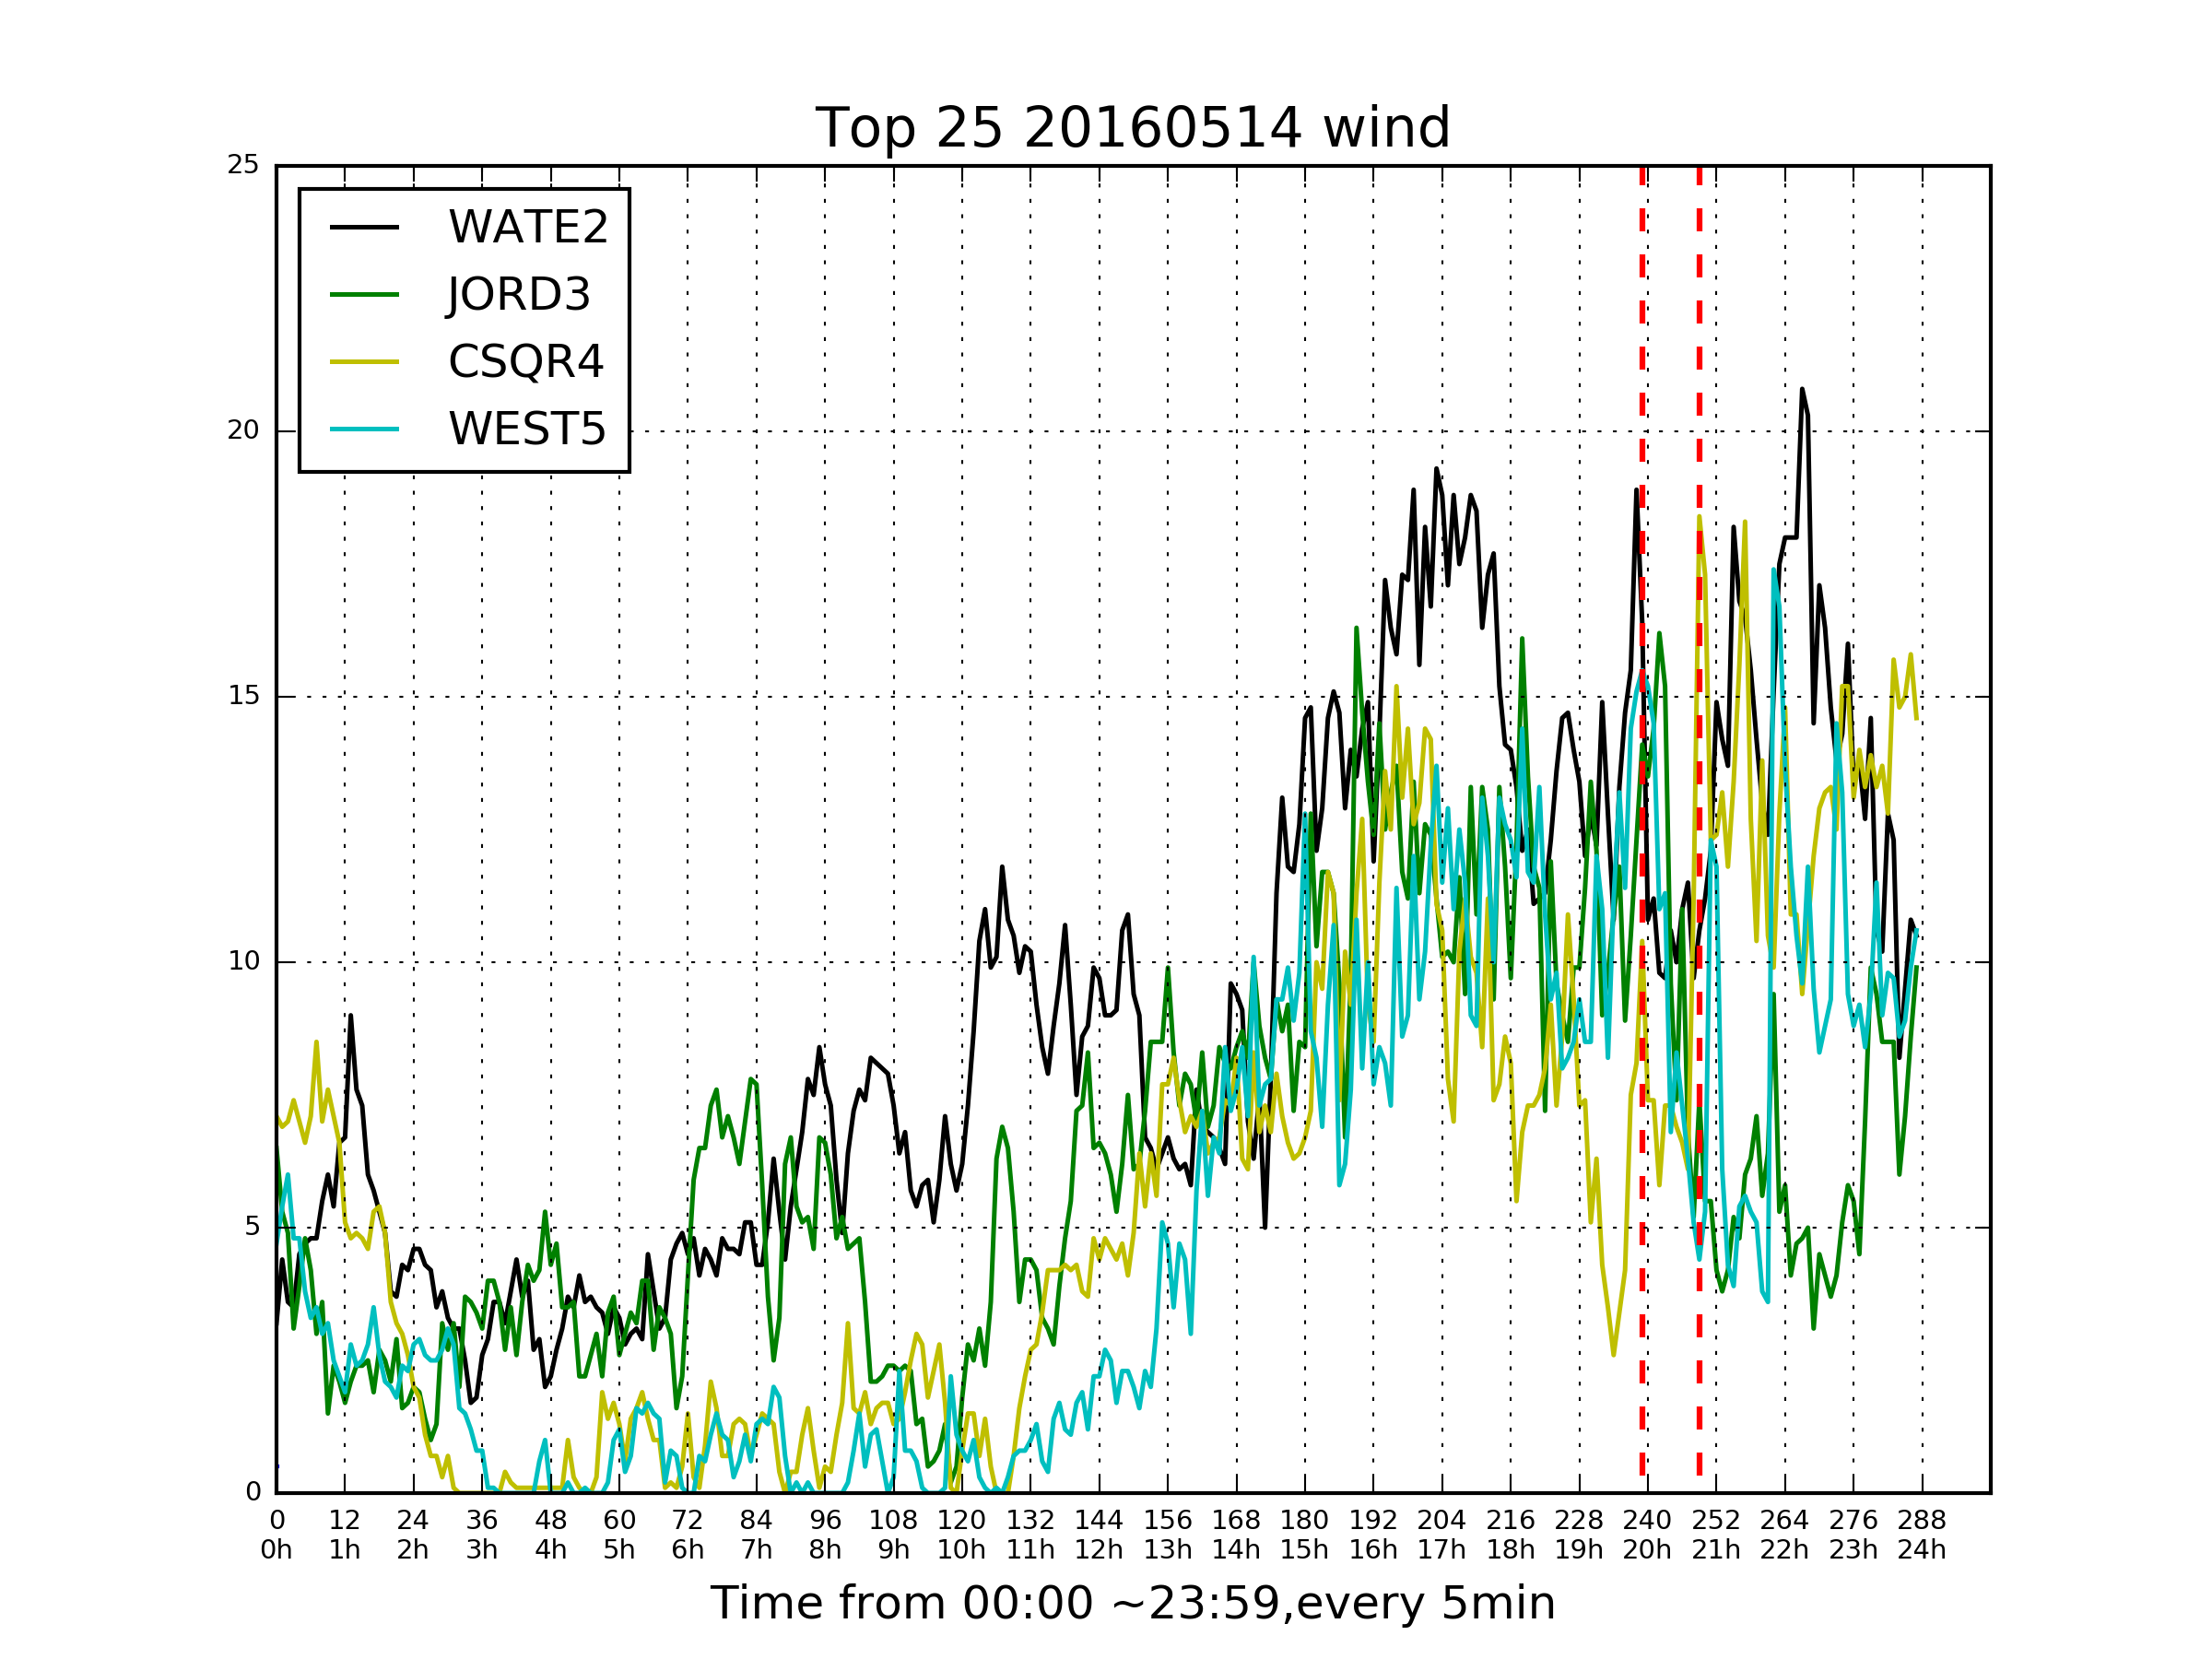 Top 25 20160514 wind
25
20
15
10
5
0
WATE2
JORD3
CSQR4
WEST5
0 12 24 36 48 60 72 84 96 108 120 132 144 156 168 180 192 204 216 228 240 252 264 276 288
0h 1h 2h 3h 4h 5h 6h 7h 8h 9h 10h 11h 12h 13h 14h 15h 16h 17h 18h 19h 20h 21h 22h 23h 24h
Time from 00:00 ~23:59,every 5min